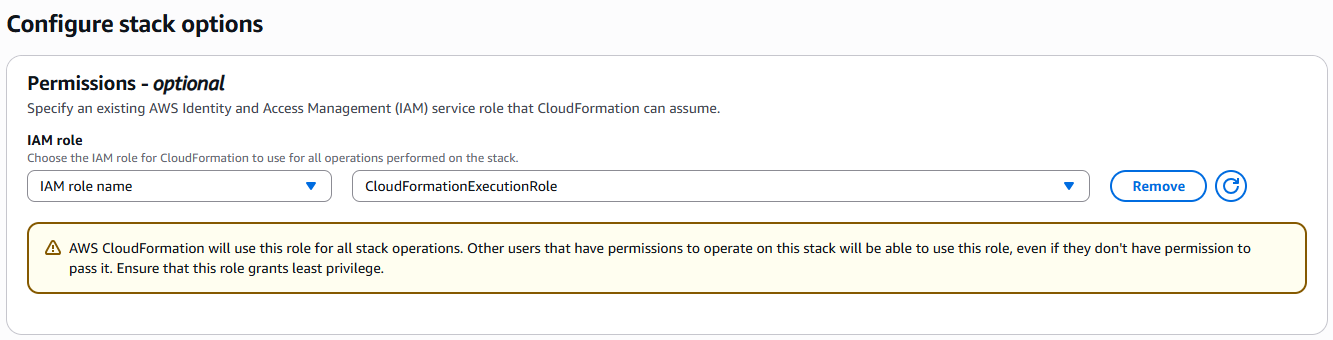 Configure stack options
Permissions - optional
Specify an existing AWS Identity and Access Management (IAM) service role that CloudFormation can assume.
IAM role
Choose the IAM role for CloudFormation to use for all operations performed on the stack.
IAM role name CloudFormationExecutionRole Remove
AWS CloudFormation will use this role for all stack operations. Other users that have permissions to operate on this stack will be able to use this role, even if they don't have permission to
pass it. Ensure that this role grants least privilege.